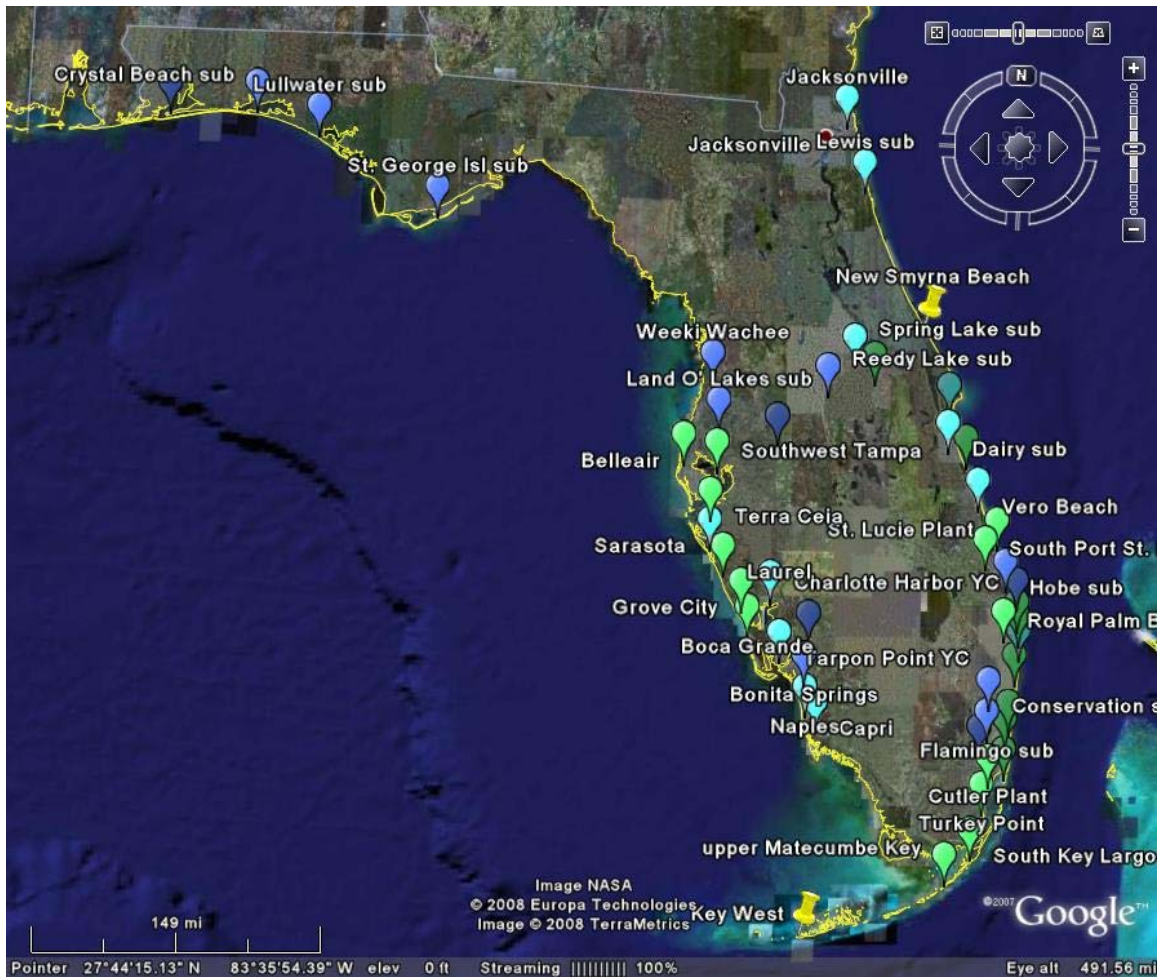 Crystal Beach sub
Lullwater sub
St. George Isl sub
Jacksonville
Jacksonville
Lewis sub
N
New Smyrna Beach
Weeki Wachee
Spring Lake sub
Reedy Lake sub
Land O' Lakes sub
Southwest Tampa
Belleair
Dairy sub
Terra Ceia
Vero Beach
St. Lucie Plant
Sarasota
South Port St.
Laurel
Charlotte Harbor YC
Hobe sub
Grove City
Royal Palm B
Boca Grande
Tarpon Point YC
Bonita Springs
Conservation s
Naples
Capri
Flamingo sub
Cutler Plant
Turkey Point
upper Matecumbe Key
South Key Largo
Key West
Image NASA
© 2008 Europa Technologies
Image © 2008 TerraMetrics
©2007 Google™
149 mi
Pointer 27°44'15.13" N 83°35'54.39" W elev 0 ft Streaming |||||||||| 100% Eye alt 491.56 mi